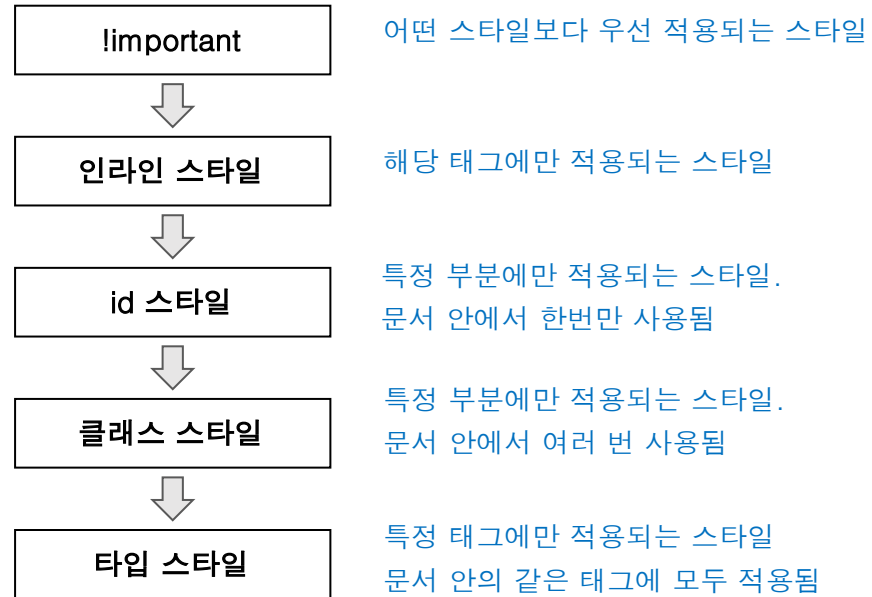 !important
어떤 스타일보다 우선 적용되는 스타일
인라인 스타일
해당 태그에만 적용되는 스타일
id 스타일
특정 부분에만 적용되는 스타일.
문서 안에서 한번만 사용됨
클래스 스타일
특정 부분에만 적용되는 스타일.
문서 안에서 여러 번 사용됨
타입 스타일
특정 태그에만 적용되는 스타일
문서 안의 같은 태그에 모두 적용됨